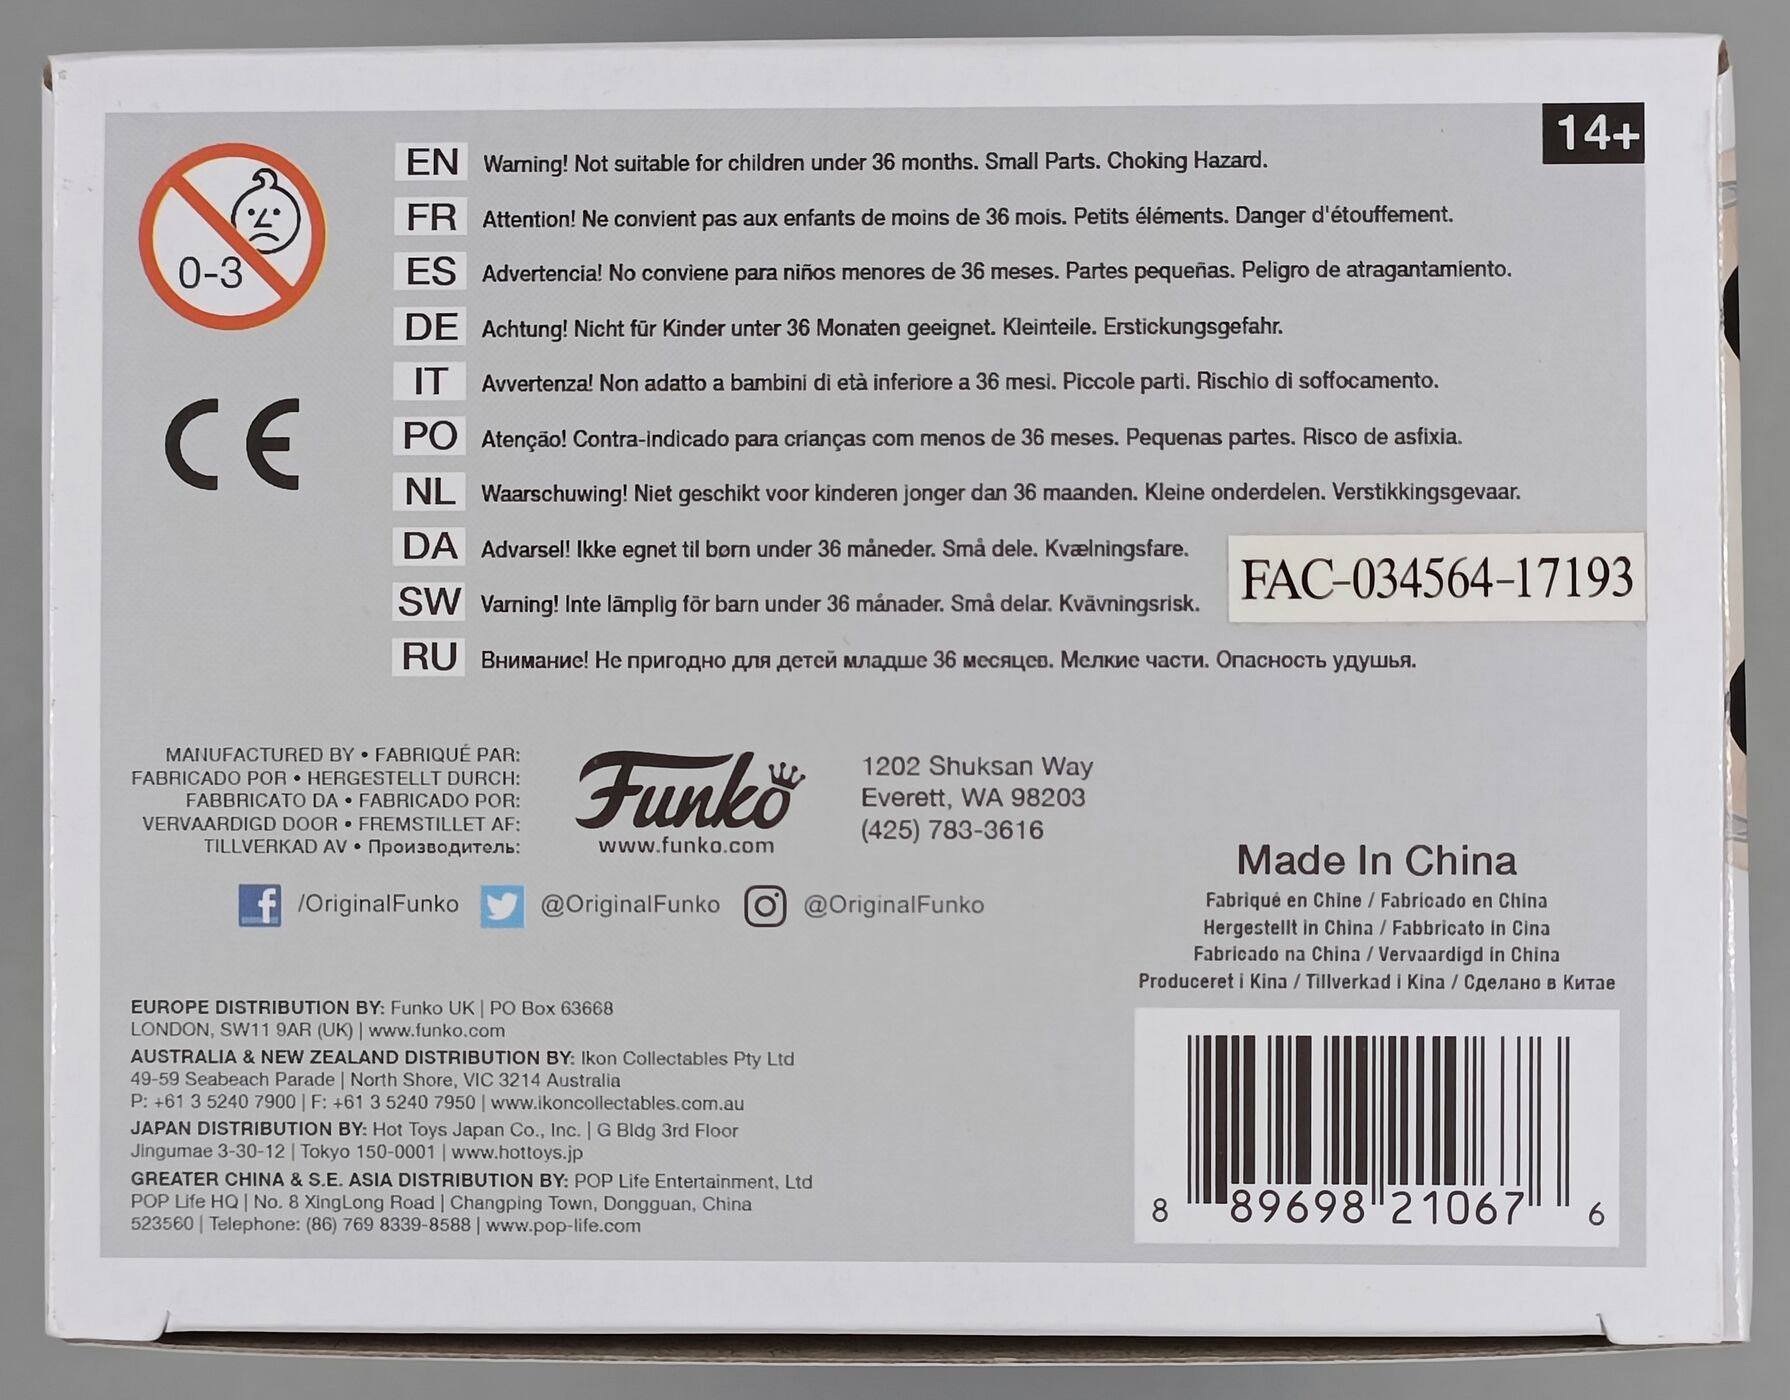 14+
0-3
EN Warning! Not suitable for children under 36 months. Small Parts. Choking Hazard.
FR Attention! Ne convient pas aux enfants de moins de 36 mois. Petits éléments. Danger d'étouffement.
ES Advertencia! No conviene para niños menores de 36 meses. Partes pequeñas. Peligro de atragantamiento.
DE Achtung! Nicht für Kinder unter 36 Monaten geeignet. Kleinteile. Erstickungsgefahr.
IT Avvertenza! Non adatto a bambini di età inferiore a 36 mesi. Piccole parti. Rischio di soffocamento.
PO Atenção! Contra-indicado para crianças com menos de 36 meses. Pequenas partes. Risco de asfixia.
NL Waarschuwing! Niet geschikt voor kinderen jonger dan 36 maanden. Kleine onderdelen. Verstikkingsgevaar.
DA Advarsel! Ikke egnet til børn under 36 måneder. Små dele. Kvælningsfare.
SW Varning! Inte lämplig för barn under 36 månader. Små delar. Kvävningsrisk.
RU Внимание! Не пригодно для детей младше 36 месяцев. Мелкие части. Опасность удушья.
CE
FAC-034564-17193
MANUFACTURED BY • FABRIQUÉ PAR:
FABRICADO POR • HERGESTELLT DURCH:
FABBRICATO DA • FABRICADO POR:
VERVAARDIGD DOOR • FREMSTILLET AF:
TILLVERKAD AV • Производитель:
Funko
www.funko.com
1202 Shuksan Way
Everett, WA 98203
(425) 783-3616
/OriginalFunko @OriginalFunko @OriginalFunko
Made In China
Fabriqué en Chine / Fabricado en China
Hergestellt in China / Fabbricato in Cina
Fabricado na China / Vervaardigd in China
Produceret i Kina / Tillverkad i Kina / Сделано в Китае
EUROPE DISTRIBUTION BY: Funko UK | PO Box 63668
LONDON, SW11 9AR (UK) | www.funko.com
AUSTRALIA & NEW ZEALAND DISTRIBUTION BY: Ikon Collectables Pty Ltd
49-59 Seabeach Parade | North Shore, VIC 3214 Australia
P: +61 3 5240 7900 | F: +61 3 5240 7950 | www.ikoncollectables.com.au
JAPAN DISTRIBUTION BY: Hot Toys Japan Co., Inc. | G Bldg 3rd Floor
Jingumae 3-30-12 | Tokyo 150-0001 | www.hottoys.jp
GREATER CHINA & S.E. ASIA DISTRIBUTION BY: POP Life Entertainment, Ltd
POP Life HQ | No. 8 XingLong Road | Changping Town, Dongguan, China
523560 | Telephone: (86) 769 8339-8588 | www.pop-life.com
8 89698 21067 6